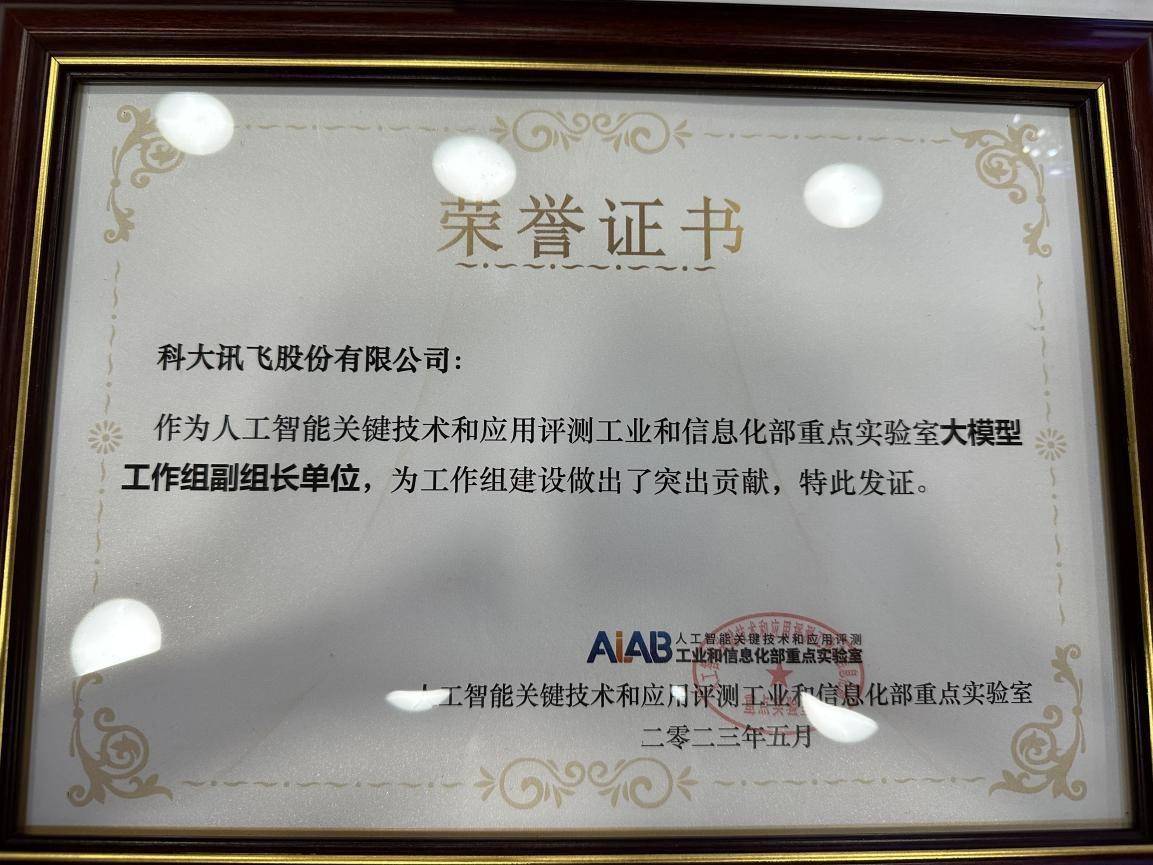 荣誉证书
科大讯飞股份有限公司：
作为人工智能关键技术和应用评测工业和信息化部重点实验室大模型
工作组副组长单位，为工作组建设做出了突出贡献，特此发证。
AIAB 人工智能关键技术和应用评测
工业和信息化部重点实验室
工智能关键技术和应用评测工业和信息化部重点实验室
二零二三年五月